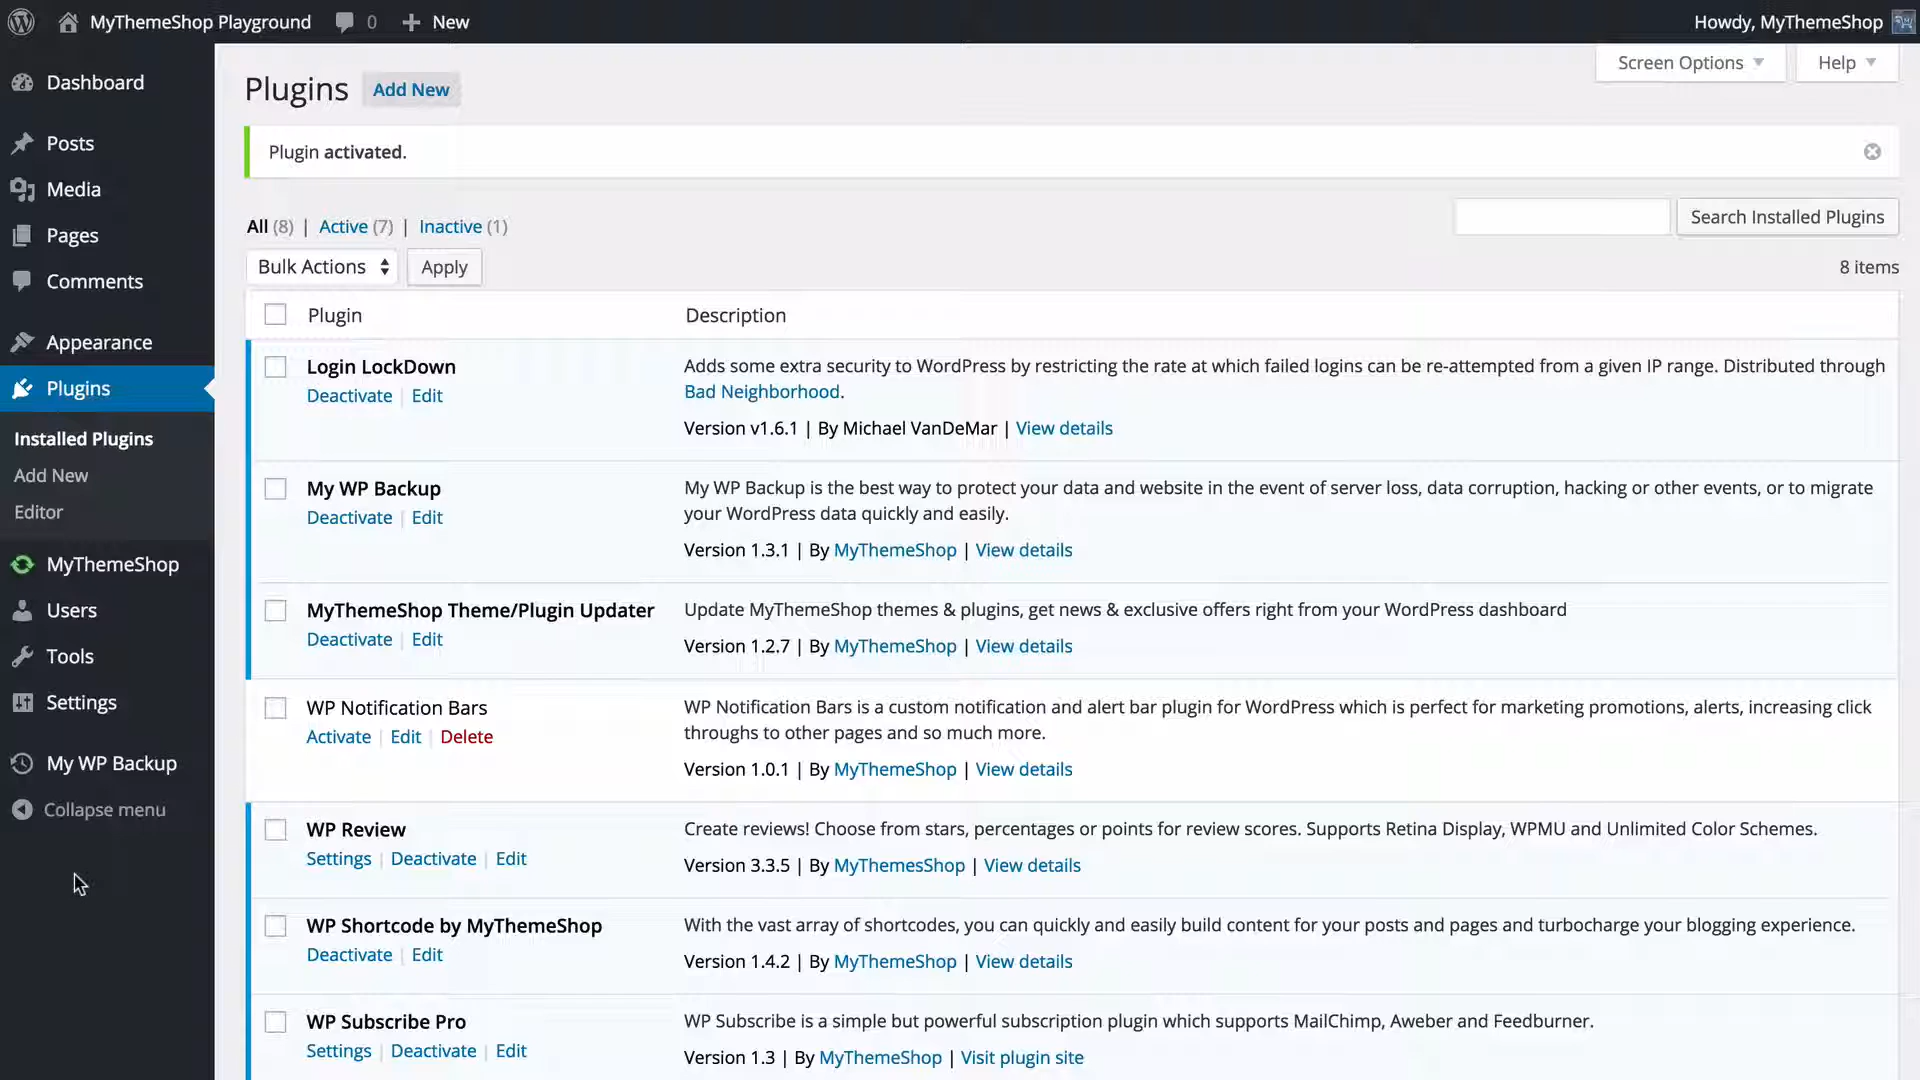 MyThemeShop Playground 0 New Howdy, MyThemeShop
Dashboard
Posts
Media
Pages
Comments
Appearance
Plugins
Installed Plugins
Add New
Editor
MyThemeShop
Users
Tools
Settings
My WP Backup
Collapse menu
Screen Options Help
Plugins Add New
Plugin activated.
All (8) | Active (7) | Inactive (1)
Search Installed Plugins
Bulk Actions Apply 8 items
Plugin Description
Login LockDown
Deactivate | Edit
Adds some extra security to WordPress by restricting the rate at which failed logins can be re-attempted from a given IP range. Distributed through
Bad Neighborhood.
Version v1.6.1 | By Michael VanDeMar | View details
My WP Backup
Deactivate | Edit
My WP Backup is the best way to protect your data and website in the event of server loss, data corruption, hacking or other events, or to migrate
your WordPress data quickly and easily.
Version 1.3.1 | By MyThemeShop | View details
MyThemeShop Theme/Plugin Updater
Deactivate | Edit
Update MyThemeShop themes & plugins, get news & exclusive offers right from your WordPress dashboard
Version 1.2.7 | By MyThemeShop | View details
WP Notification Bars
Activate | Edit | Delete
WP Notification Bars is a custom notification and alert bar plugin for WordPress which is perfect for marketing promotions, alerts, increasing click
throughs to other pages and so much more.
Version 1.0.1 | By MyThemeShop | View details
WP Review
Settings | Deactivate | Edit
Create reviews! Choose from stars, percentages or points for review scores. Supports Retina Display, WPMU and Unlimited Color Schemes.
Version 3.3.5 | By MyThemesShop | View details
WP Shortcode by MyThemeShop
Deactivate | Edit
With the vast array of shortcodes, you can quickly and easily build content for your posts and pages and turbocharge your blogging experience.
Version 1.4.2 | By MyThemeShop | View details
WP Subscribe Pro
Settings | Deactivate | Edit
WP Subscribe is a simple but powerful subscription plugin which supports MailChimp, Aweber and Feedburner.
Version 1.3 | By MyThemeShop | Visit plugin site